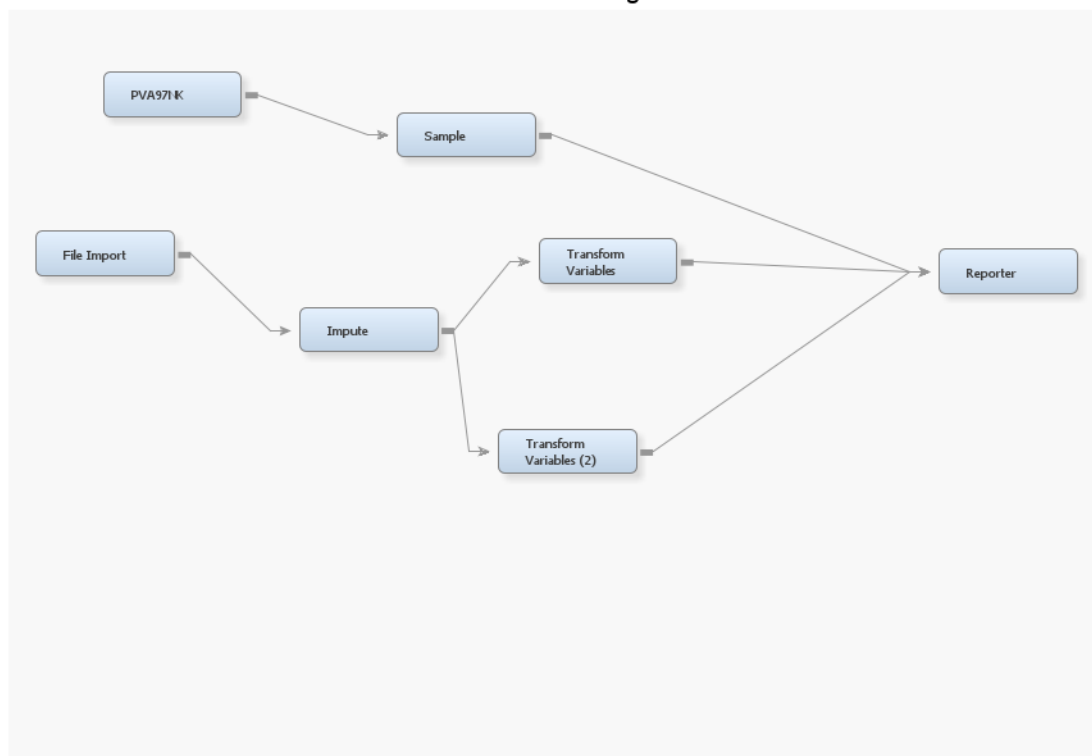 PVA97NK
Sample
File Import
Transform
Variables
Reporter
Impute
Transform
Variables (2)